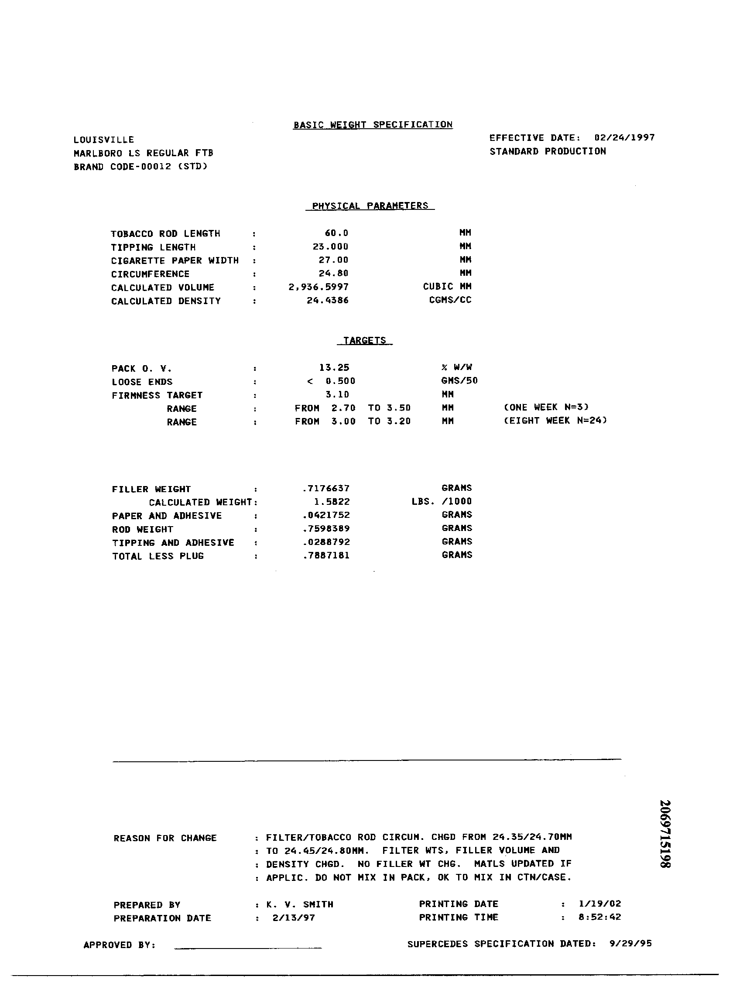 BASIC WEIGHT SPECIFICATION
LOUISVILLE EFFECTIVE DATE: 02/24/1997
MARLBORO LS REGULAR FTB STANDARD PRODUCTION
BRAND CODE-00012 (STD)
PHYSICAL PARAMETERS
TOBACCO ROD LENGTH : 60.0 MM
TIPPING LENGTH : 23.000 MM
CIGARETTE PAPER WIDTH : 27.00 MM
CIRCUMFERENCE : 24.80 MM
CALCULATED VOLUME : 2,936.5997 CUBIC MM
CALCULATED DENSITY : 24.4386 CGMS/CC
TARGETS
PACK O. V. : 13.25 % W/W
LOOSE ENDS : < 0.500 GMS/50
FIRMNESS TARGET : 3.10 MM
RANGE : FROM 2.70 TO 3.50 MM (ONE WEEK N=3)
RANGE : FROM 3.00 TO 3.20 MM (EIGHT WEEK N=24)
FILLER WEIGHT : .7176637 GRAMS
CALCULATED WEIGHT: 1.5822 LBS. /1000
PAPER AND ADHESIVE : .0421752 GRAMS
ROD WEIGHT : .7598389 GRAMS
TIPPING AND ADHESIVE : .0288792 GRAMS
TOTAL LESS PLUG : .7887181 GRAMS
REASON FOR CHANGE : FILTER/TOBACCO ROD CIRCUM. CHGD FROM 24.35/24.70MM
: TO 24.45/24.80MM. FILTER WTS, FILLER VOLUME AND
: DENSITY CHGD. NO FILLER WT CHG. MATLS UPDATED IF
: APPLIC. DO NOT MIX IN PACK, OK TO MIX IN CTN/CASE.
PREPARED BY : K. V. SMITH PRINTING DATE : 1/19/02
PREPARATION DATE : 2/13/97 PRINTING TIME : 8:52:42
APPROVED BY: SUPERCEDES SPECIFICATION DATED: 9/29/95
2069715198